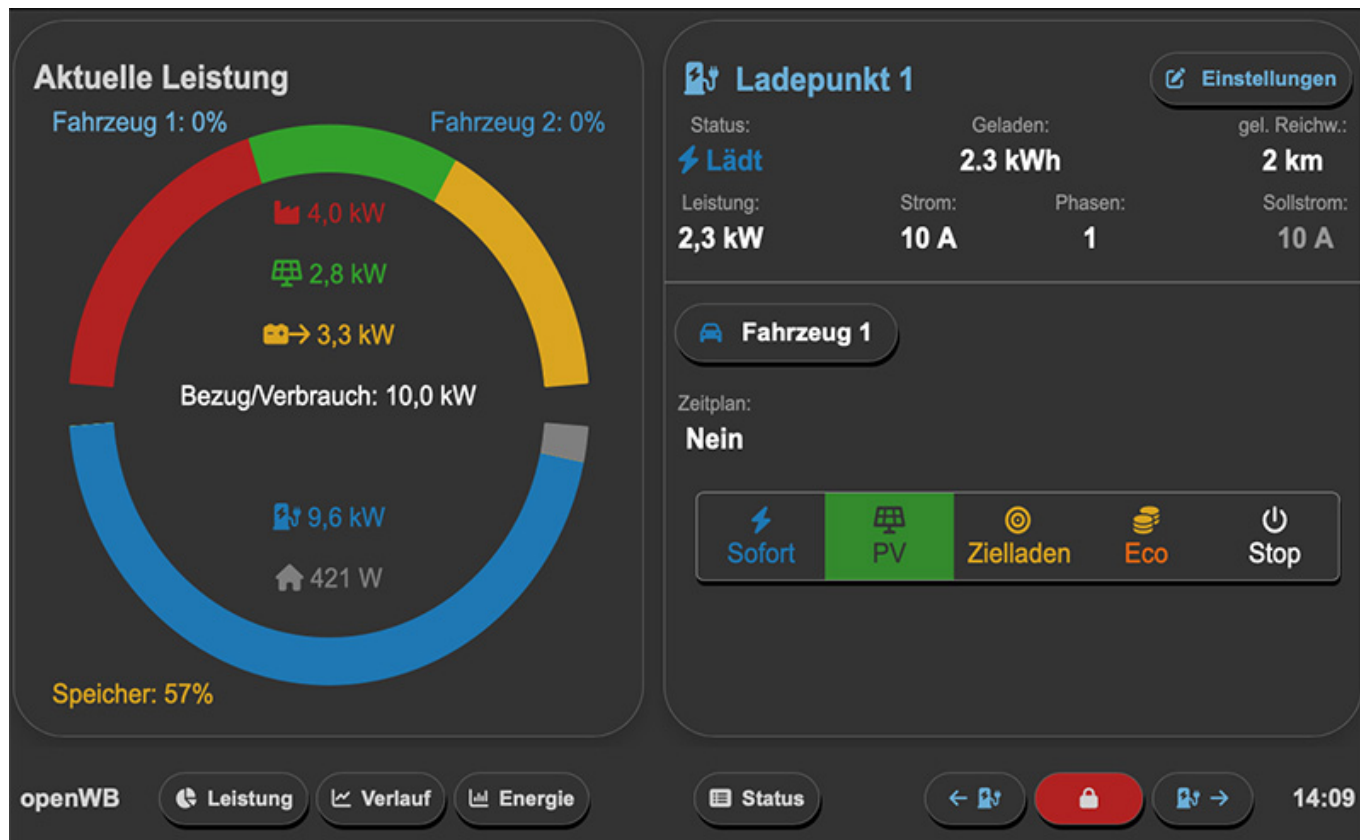 Aktuelle Leistung
Fahrzeug 1: 0%
Fahrzeug 2: 0%
4,0 kW
2,8 kW
3,3 kW
Bezug/Verbrauch: 10,0 kW
9,6 kW
421 W
Speicher: 57%
Ladepunkt 1
Einstellungen
Status: Geladen: gel. Reichw.:
Lädt 2.3 kWh 2 km
Leistung: Strom: Phasen: Sollstrom:
2,3 kW 10 A 1 10 A
Fahrzeug 1
Zeitplan:
Nein
Sofort PV Zielladen Eco Stop
openWB Leistung Verlauf Energie Status 14:09